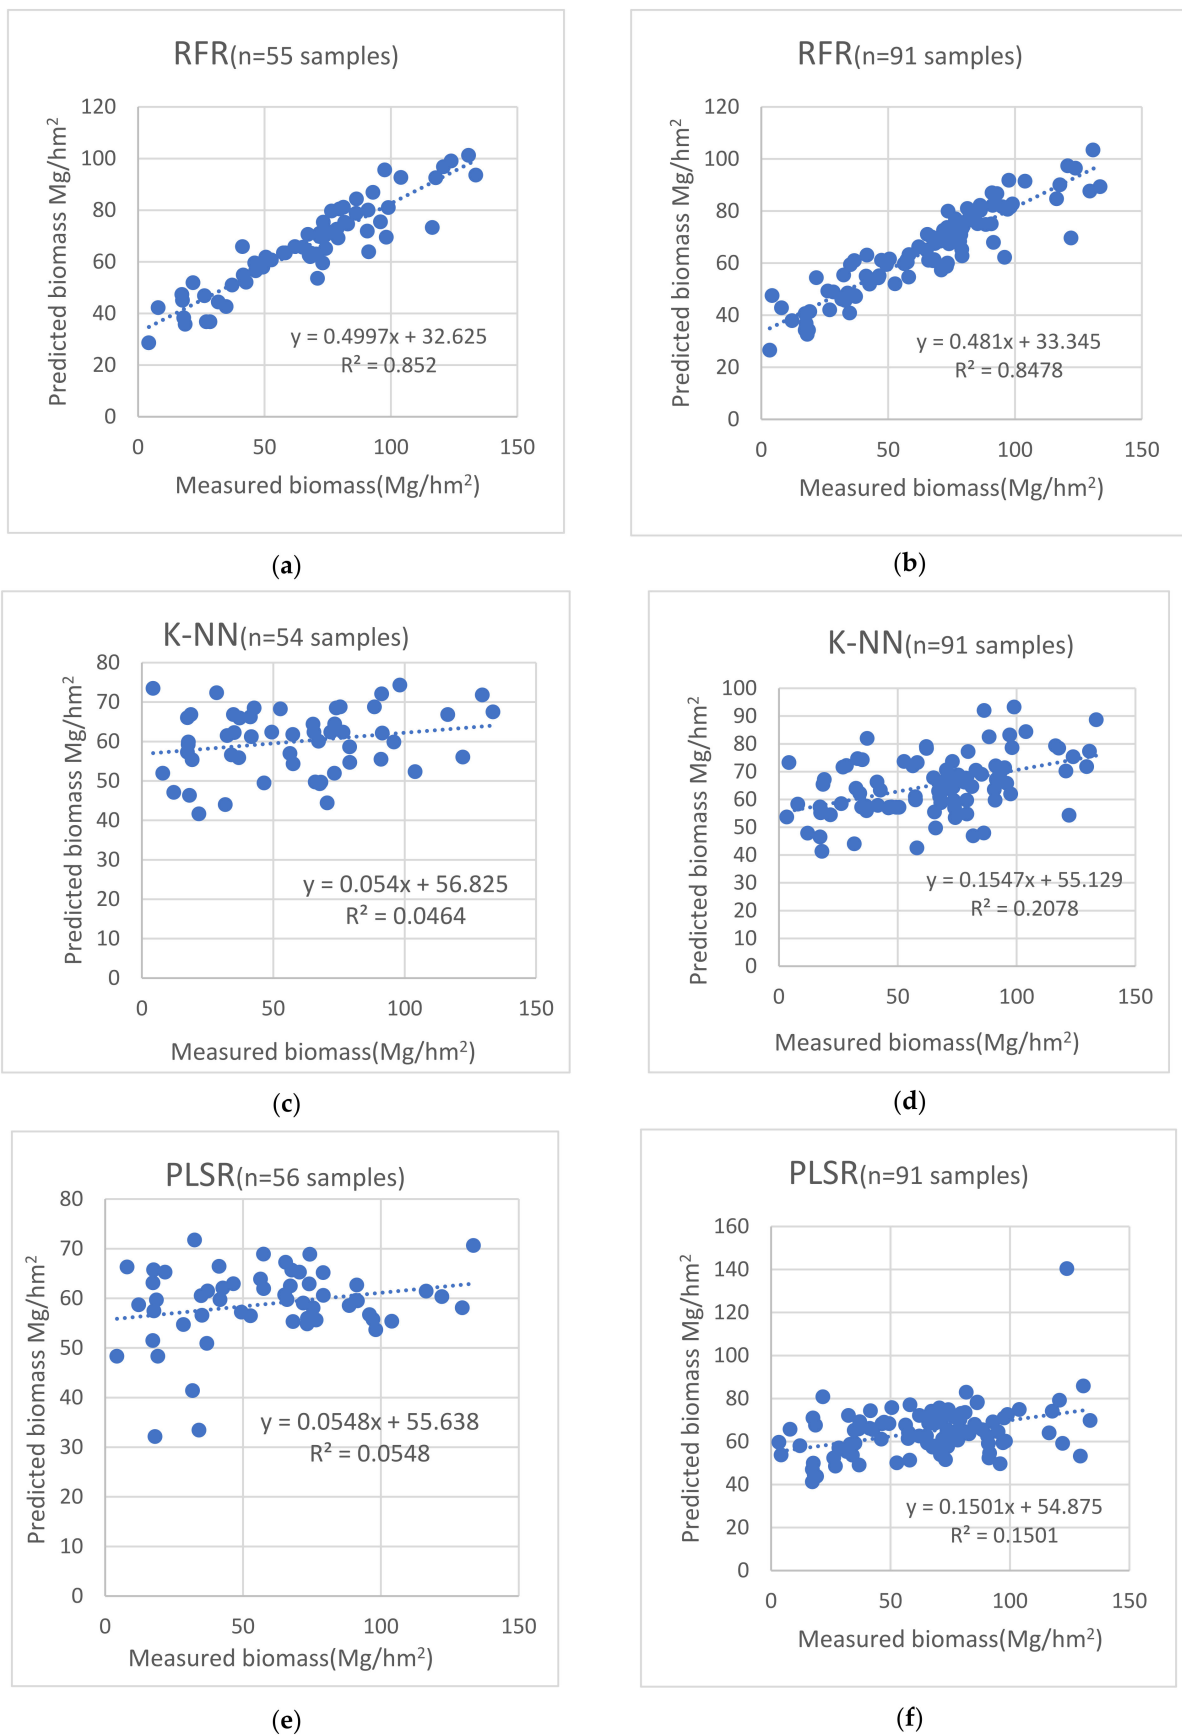 RFR(n=55 samples)
Predicted biomass Mg/hm²
120
100
80
60
40
20
0
y = 0.4997x + 32.625
R² = 0.852
0 50 100 150
Measured biomass(Mg/hm²)
(a)
RFR(n=91 samples)
Predicted biomass Mg/hm²
120
100
80
60
40
20
0
y = 0.481x + 33.345
R² = 0.8478
0 50 100 150
Measured biomass(Mg/hm²)
(b)
K-NN(n=54 samples)
Predicted biomass Mg/hm²
80
70
60
50
40
30
20
10
0
y = 0.054x + 56.825
R² = 0.0464
0 50 100 150
Measured biomass(Mg/hm²)
(c)
K-NN(n=91 samples)
Predicted biomass Mg/hm²
100
90
80
70
60
50
40
30
20
10
0
y = 0.1547x + 55.129
R² = 0.2078
0 50 100 150
Measured biomass(Mg/hm²)
(d)
PLSR(n=56 samples)
Predicted biomass Mg/hm²
80
70
60
50
40
30
20
10
0
y = 0.0548x + 55.638
R² = 0.0548
0 50 100 150
Measured biomass(Mg/hm²)
(e)
PLSR(n=91 samples)
Predicted biomass Mg/hm²
160
140
120
100
80
60
40
20
0
y = 0.1501x + 54.875
R² = 0.1501
0 50 100 150
Measured biomass(Mg/hm²)
(f)